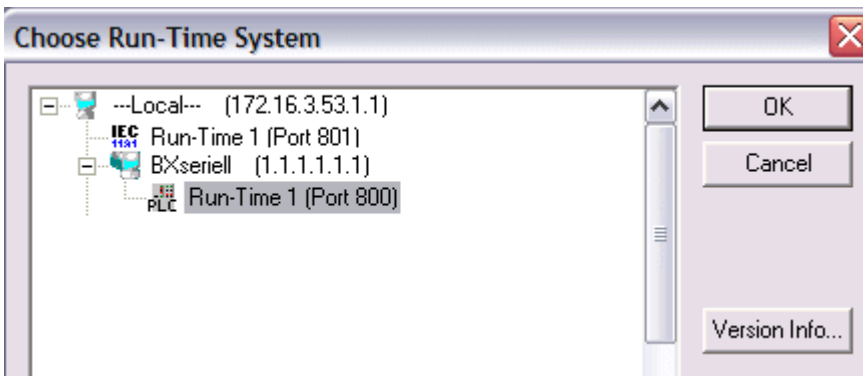 Choose Run-Time System
---Local--- (172.16.3.53.1.1)
OK
IEC
1131
Run-Time 1 (Port 801)
BXseriell (1.1.1.1.1.1)
Cancel
PLC
Run-Time 1 (Port 800)
Version Info...